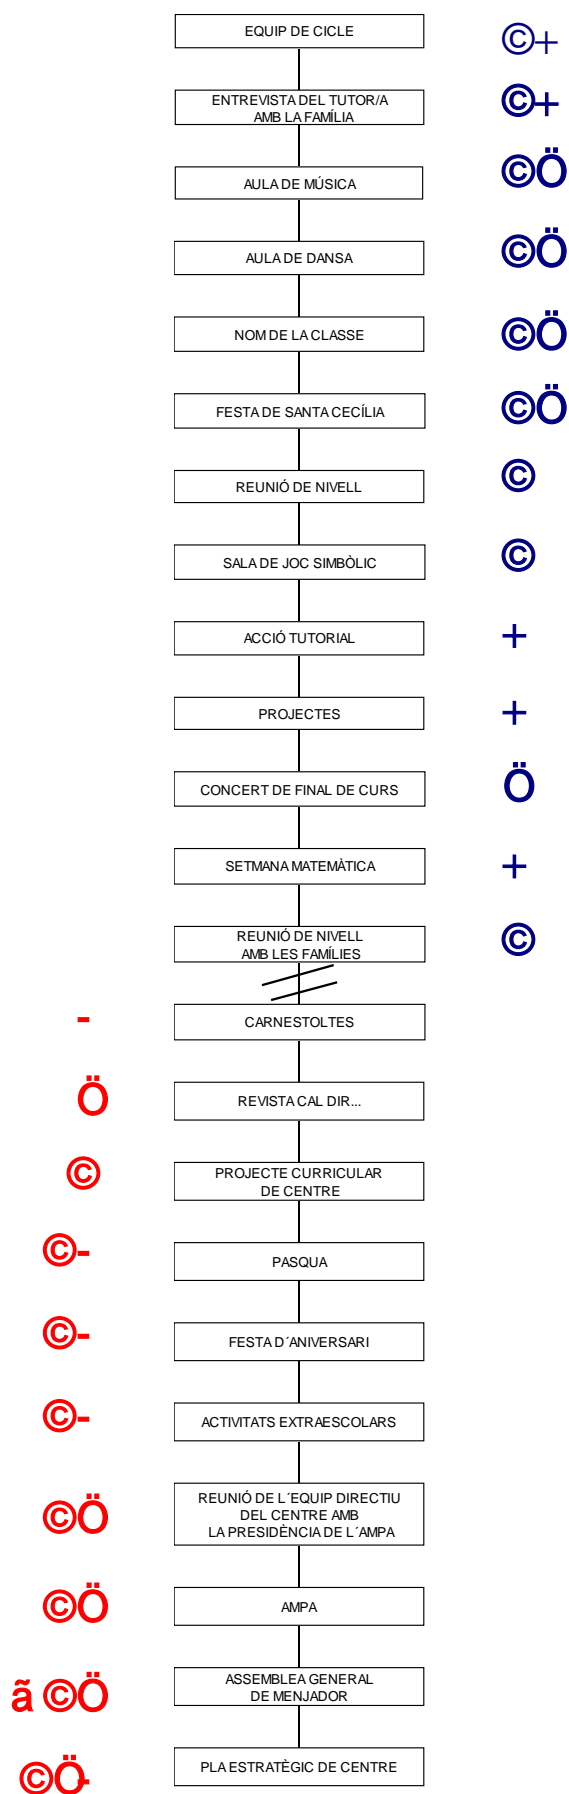 EQUIP DE CICLE ©+
ENTREVISTA DEL TUTOR/A
AMB LA FAMÍLIA ©+
AULA DE MÚSICA ©Ö
AULA DE DANSA ©Ö
NOM DE LA CLASSE ©Ö
FESTA DE SANTA CECÍLIA ©Ö
REUNIÓ DE NIVELL ©
SALA DE JOC SIMBÒLIC ©
ACCIÓ TUTORIAL +
PROJECTES +
CONCERT DE FINAL DE CURS Ö
SETMANA MATEMÀTICA +
REUNIÓ DE NIVELL
AMB LES FAMÍLIES ©
- CARNESTOLTES
Ö REVISTA CAL DIR...
© PROJECTE CURRICULAR
DE CENTRE
©- PASQUA
©- FESTA D´ANIVERSARI
©- ACTIVITATS EXTRAESCOLARS
REUNIÓ DE L´EQUIP DIRECTIU
©Ö DEL CENTRE AMB
LA PRESIDÈNCIA DE L´AMPA
©Ö AMPA
ã ©Ö ASSEMBLEA GENERAL
DE MENJADOR
©Ö- PLA ESTRATÈGIC DE CENTRE